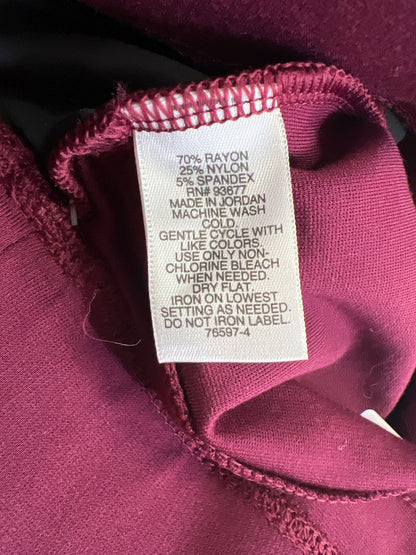 70% RAYON
25% NYLON
5% SPANDEX
RN# 93677
MADE IN JORDAN
MACHINE WASH
COLD.
GENTLE CYCLE WITH
LIKE COLORS.
USE ONLY NON-
CHLORINE BLEACH
WHEN NEEDED.
DRY FLAT.
IRON ON LOWEST
SETTING AS NEEDED.
DO NOT IRON LABEL.
76597-4